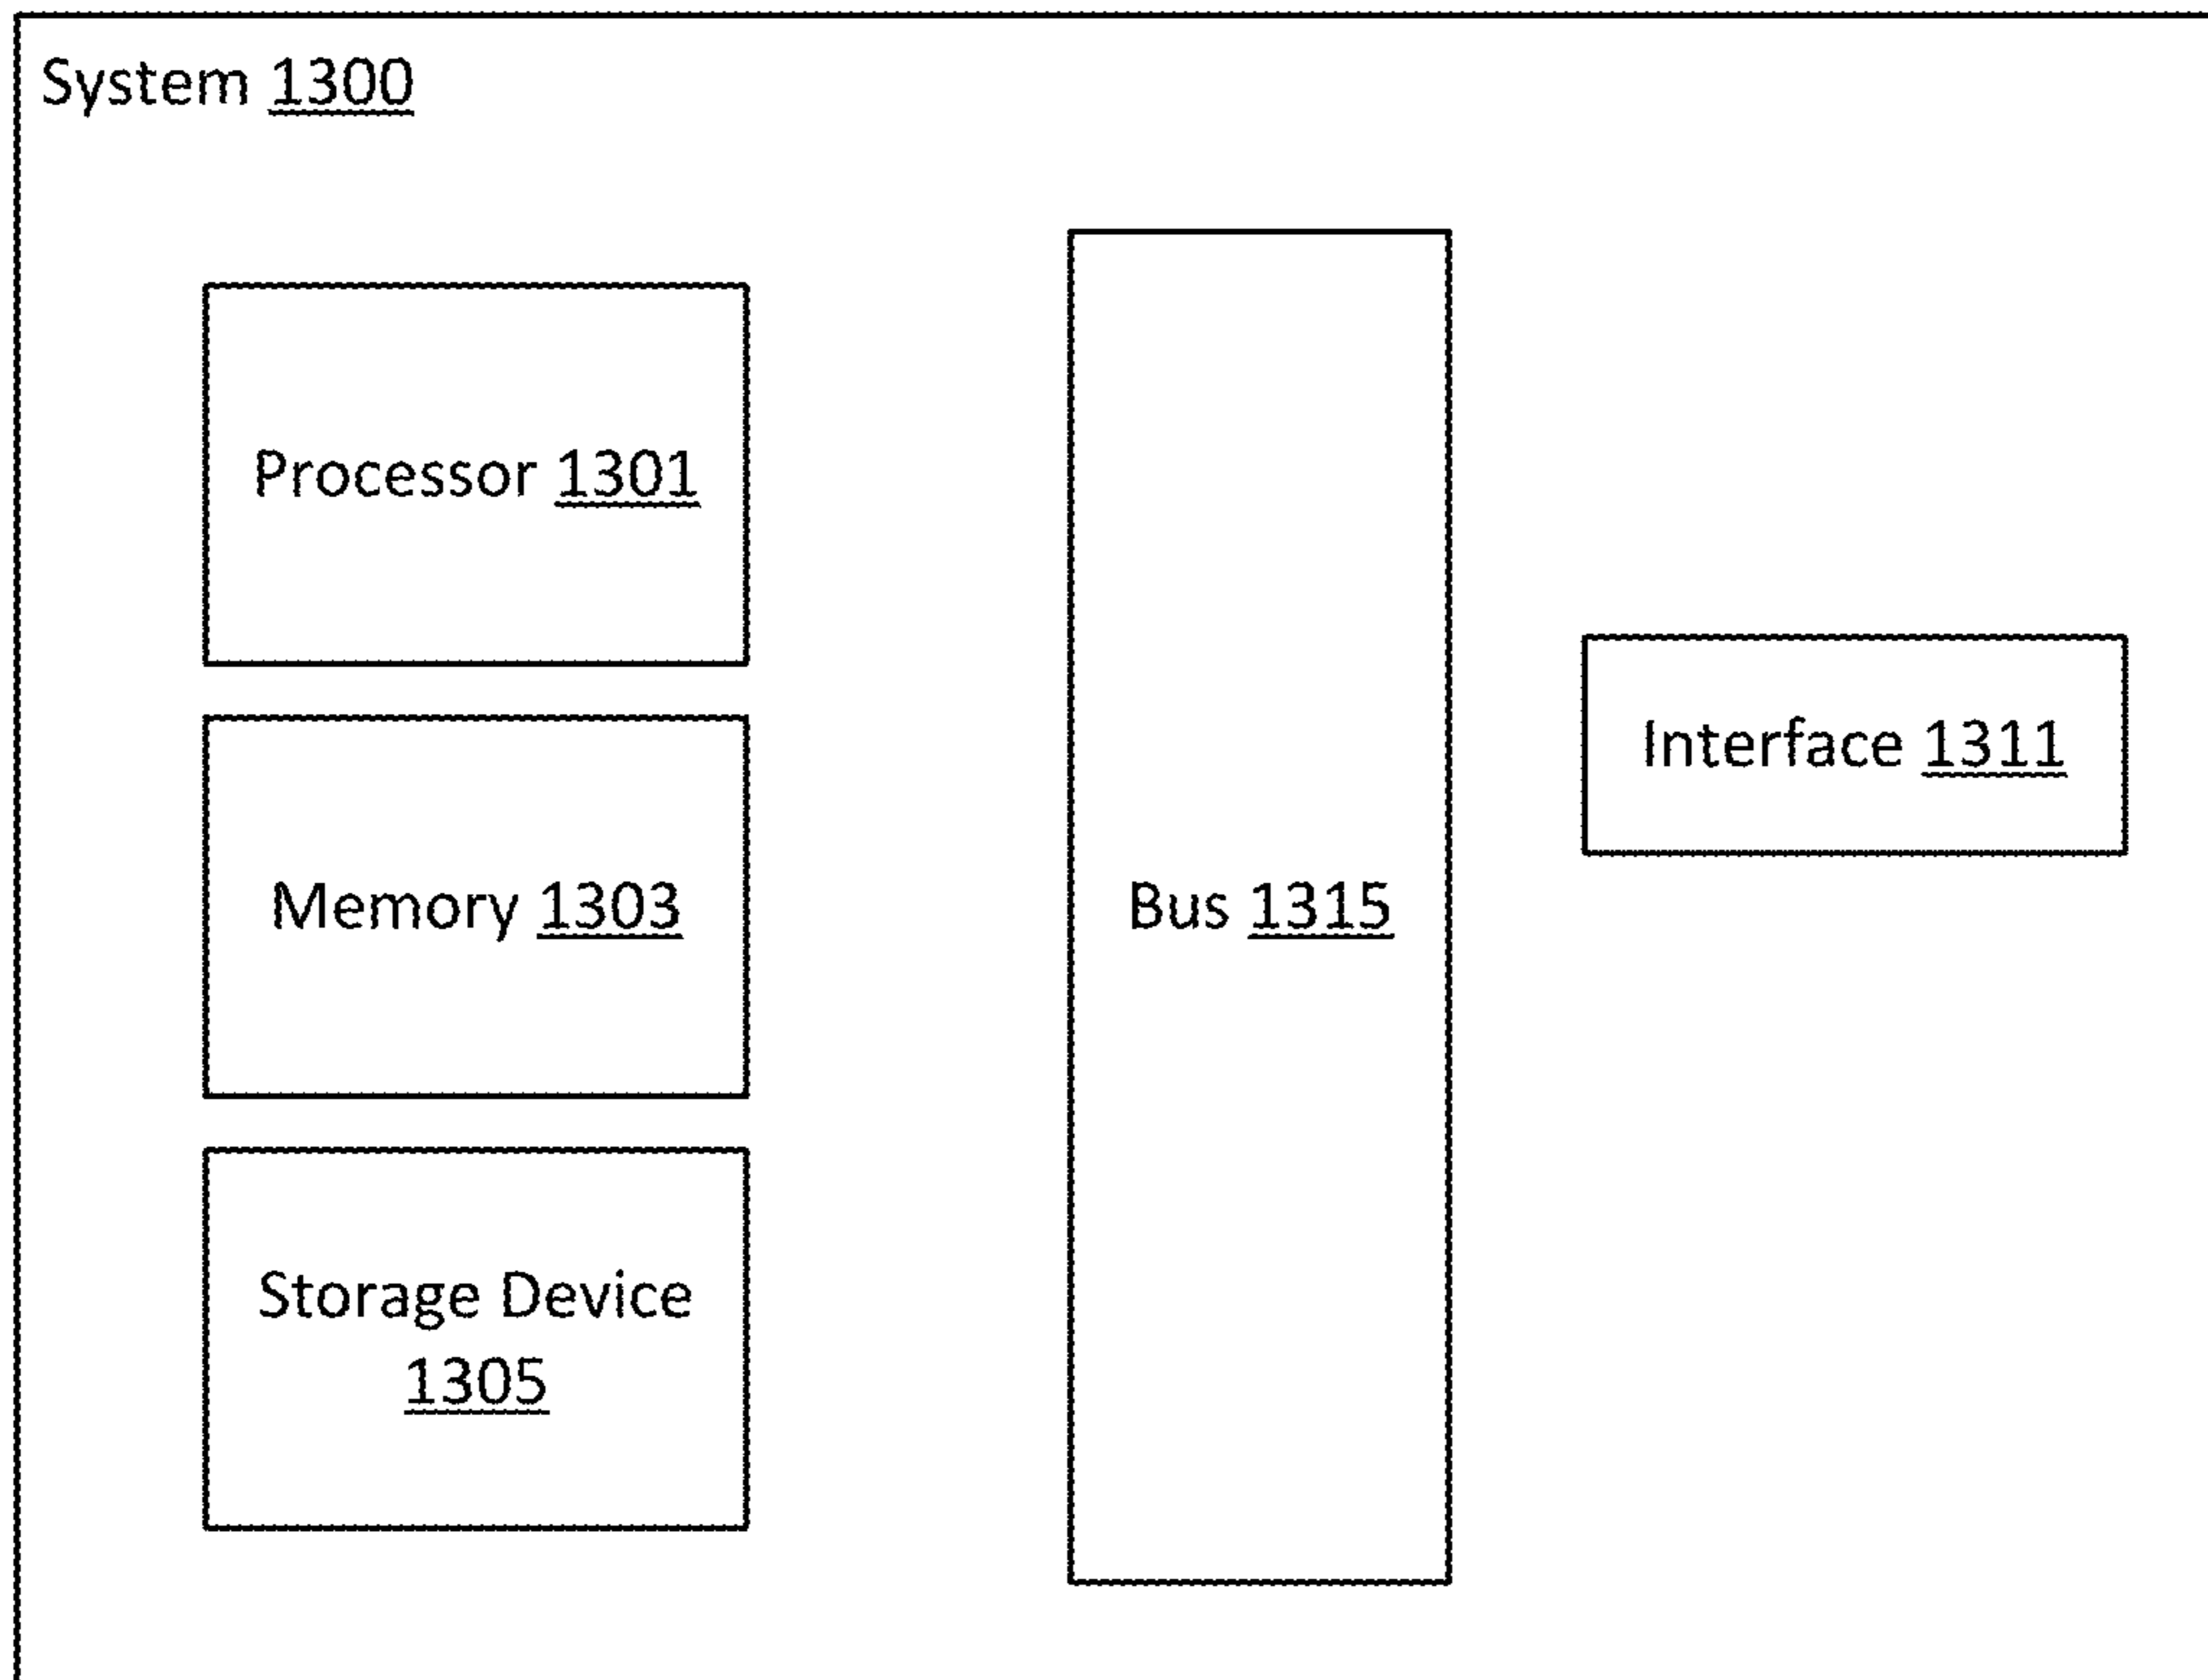 System 1300
Processor 1301
Interface 1311
Memory 1303
Bus 1315
Storage Device
1305